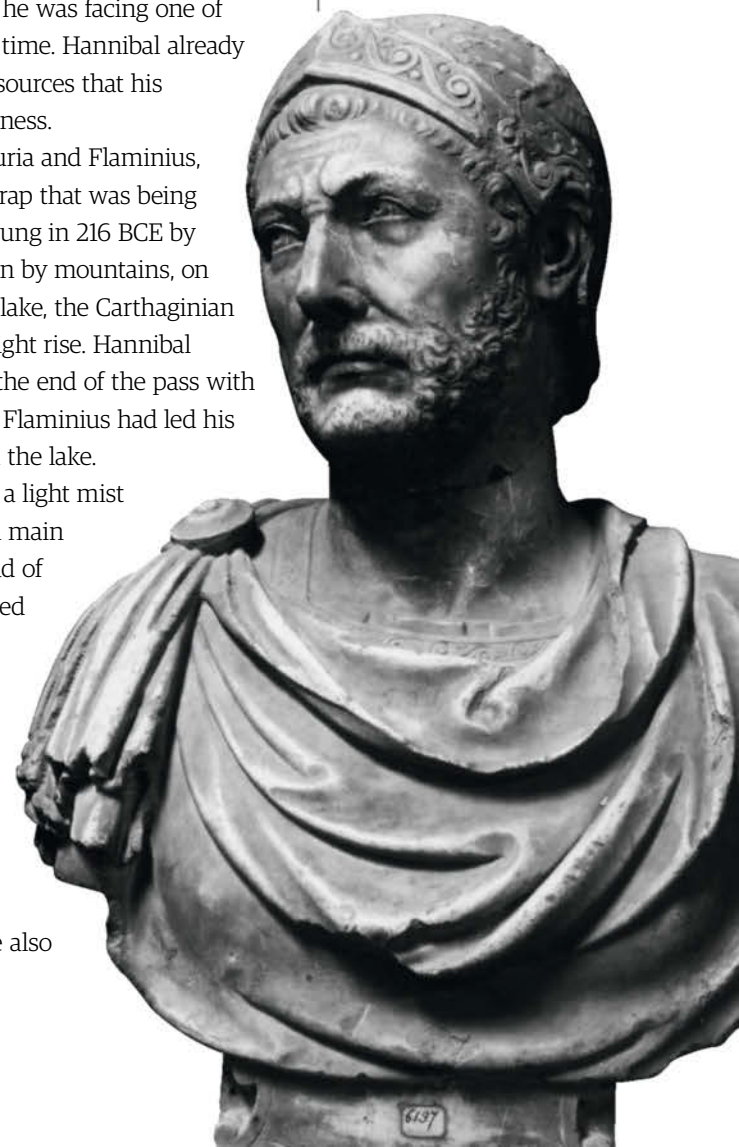 he was facing one of
time. Hannibal already
sources that his
ness.
uria and Flaminius,
rap that was being
ung in 216 BCE by
n by mountains, on
lake, the Carthaginian
ght rise. Hannibal
the end of the pass with
Flaminius had led his
the lake.
a light mist
main
d of
ed
also
6137